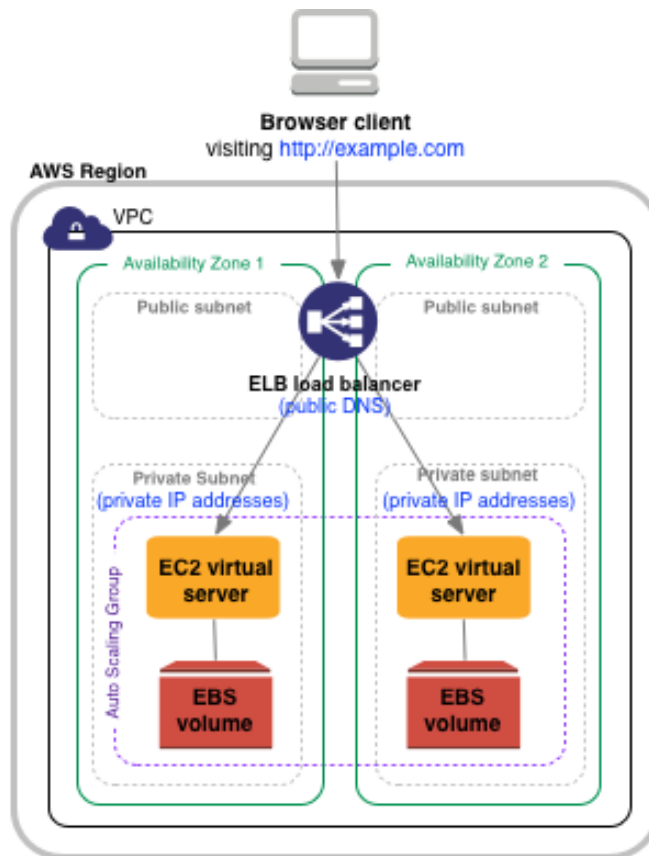 Browser client
visiting http://example.com
AWS Region
VPC
Availability Zone 1
Availability Zone 2
Public subnet
Public subnet
ELB load balancer
(public DNS)
Private Subnet
(private IP addresses)
Private subnet
(private IP addresses)
Auto Scaling Group
EC2 virtual
server
EC2 virtual
server
EBS
volume
EBS
volume